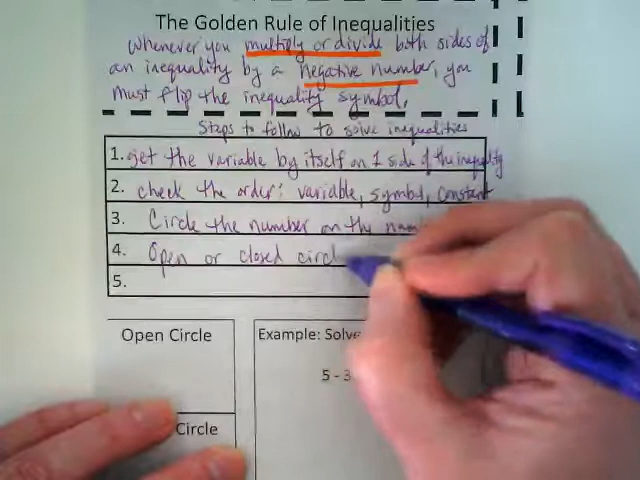 The Golden Rule of Inequalities
Whenever you multiply or divide both sides of
an inequality by a negative number, you
must flip the inequality symbol.
Steps to follow to solve inequalities
1. get the variable by itself on 1 side of the inequality
2. check the order: variable, symbol, constant
3. Circle the number on the num
4. Open or closed circl
5.
Open Circle
Example: Solve
5 - 3
Circle